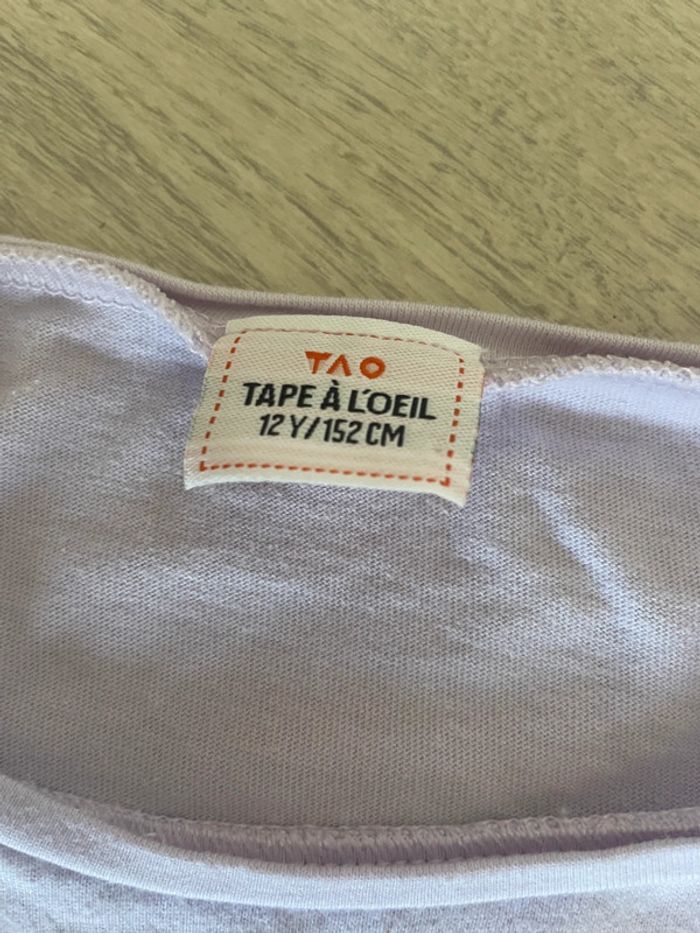 TAO
TAPE À L'OEIL
12 Y/152 CM